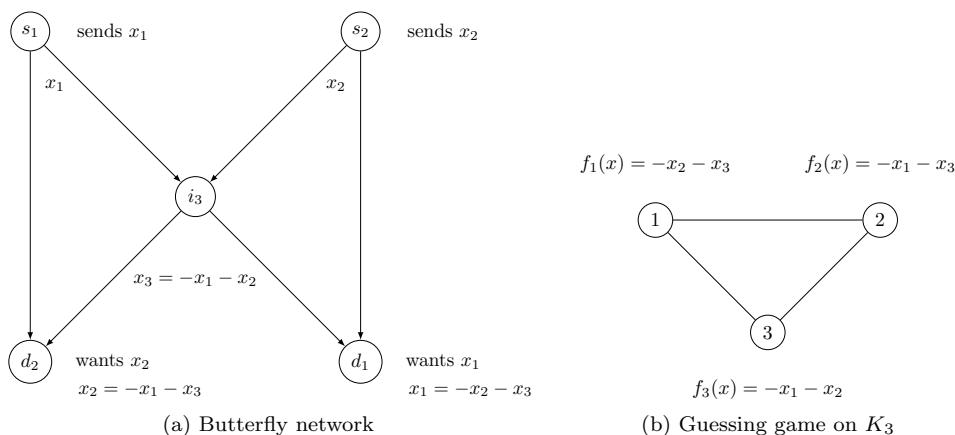 s₁ sends x₁
s₂ sends x₂
x₁
x₂
i₃
x₃ = −x₁ − x₂
d₂ wants x₂
x₂ = −x₁ − x₃
d₁ wants x₁
x₁ = −x₂ − x₃
(a) Butterfly network
f₁(x) = −x₂ − x₃
f₂(x) = −x₁ − x₃
1
2
3
f₃(x) = −x₁ − x₂
(b) Guessing game on K₃